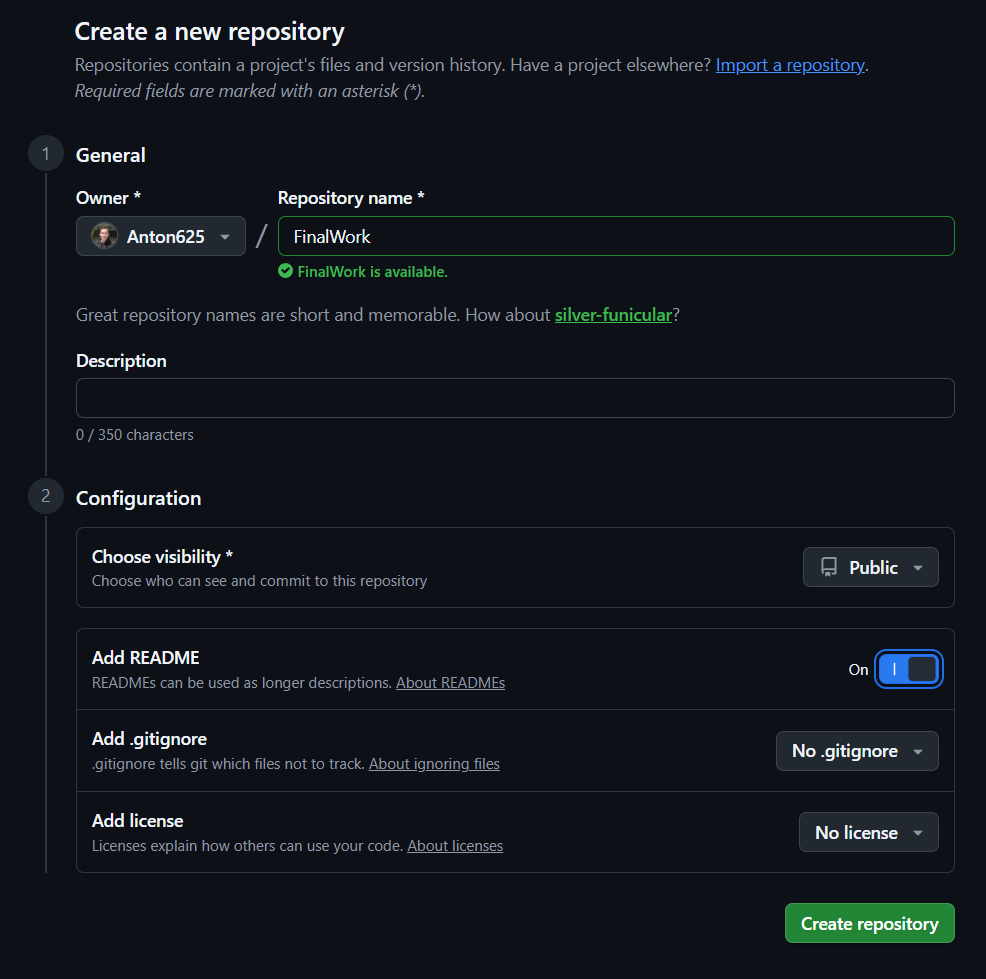 Create a new repository
Repositories contain a project's files and version history. Have a project elsewhere? Import a repository.
Required fields are marked with an asterisk (*).
1 General
Owner * Repository name *
Anton625 / FinalWork
FinalWork is available.
Great repository names are short and memorable. How about silver-funicular?
Description
0 / 350 characters
2 Configuration
Choose visibility *
Choose who can see and commit to this repository
Public
Add README
READMEs can be used as longer descriptions. About READMEs
On
Add .gitignore
.gitignore tells git which files not to track. About ignoring files
No .gitignore
Add license
Licenses explain how others can use your code. About licenses
No license
Create repository